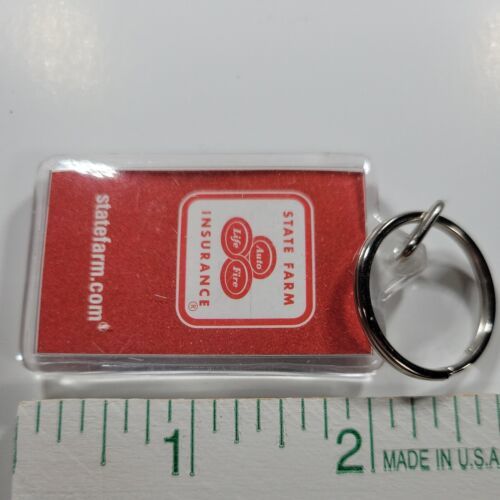 STATE FARM
Auto
Life Fire
INSURANCE®
statefarm.com®
1 2 MADE IN U.S.A.